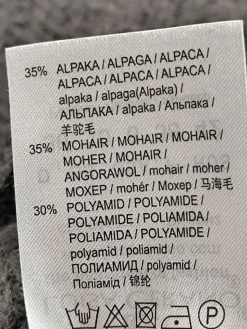 35% ALPAKA / ALPAGA / ALPACA /
ALPACA / ALPACA / ALPACA /
alpaka / alpaga(Alpaka) /
АЛЬПАКА / alpaka / Альпака /
羊驼毛
35% MOHAIR / MOHAIR / MOHAIR /
MOHER / MOHAIR /
ANGORAWOL / mohair / moher /
МОХЕР / mohér / Мохер / 马海毛
30% POLYAMID / POLYAMIDE /
POLYAMIDE / POLIAMIDA /
POLIAMIDA / POLYAMIDE /
polyamid / poliamid /
ПОЛИАМИД / polyamid /
Поліамід / 锦纶
P